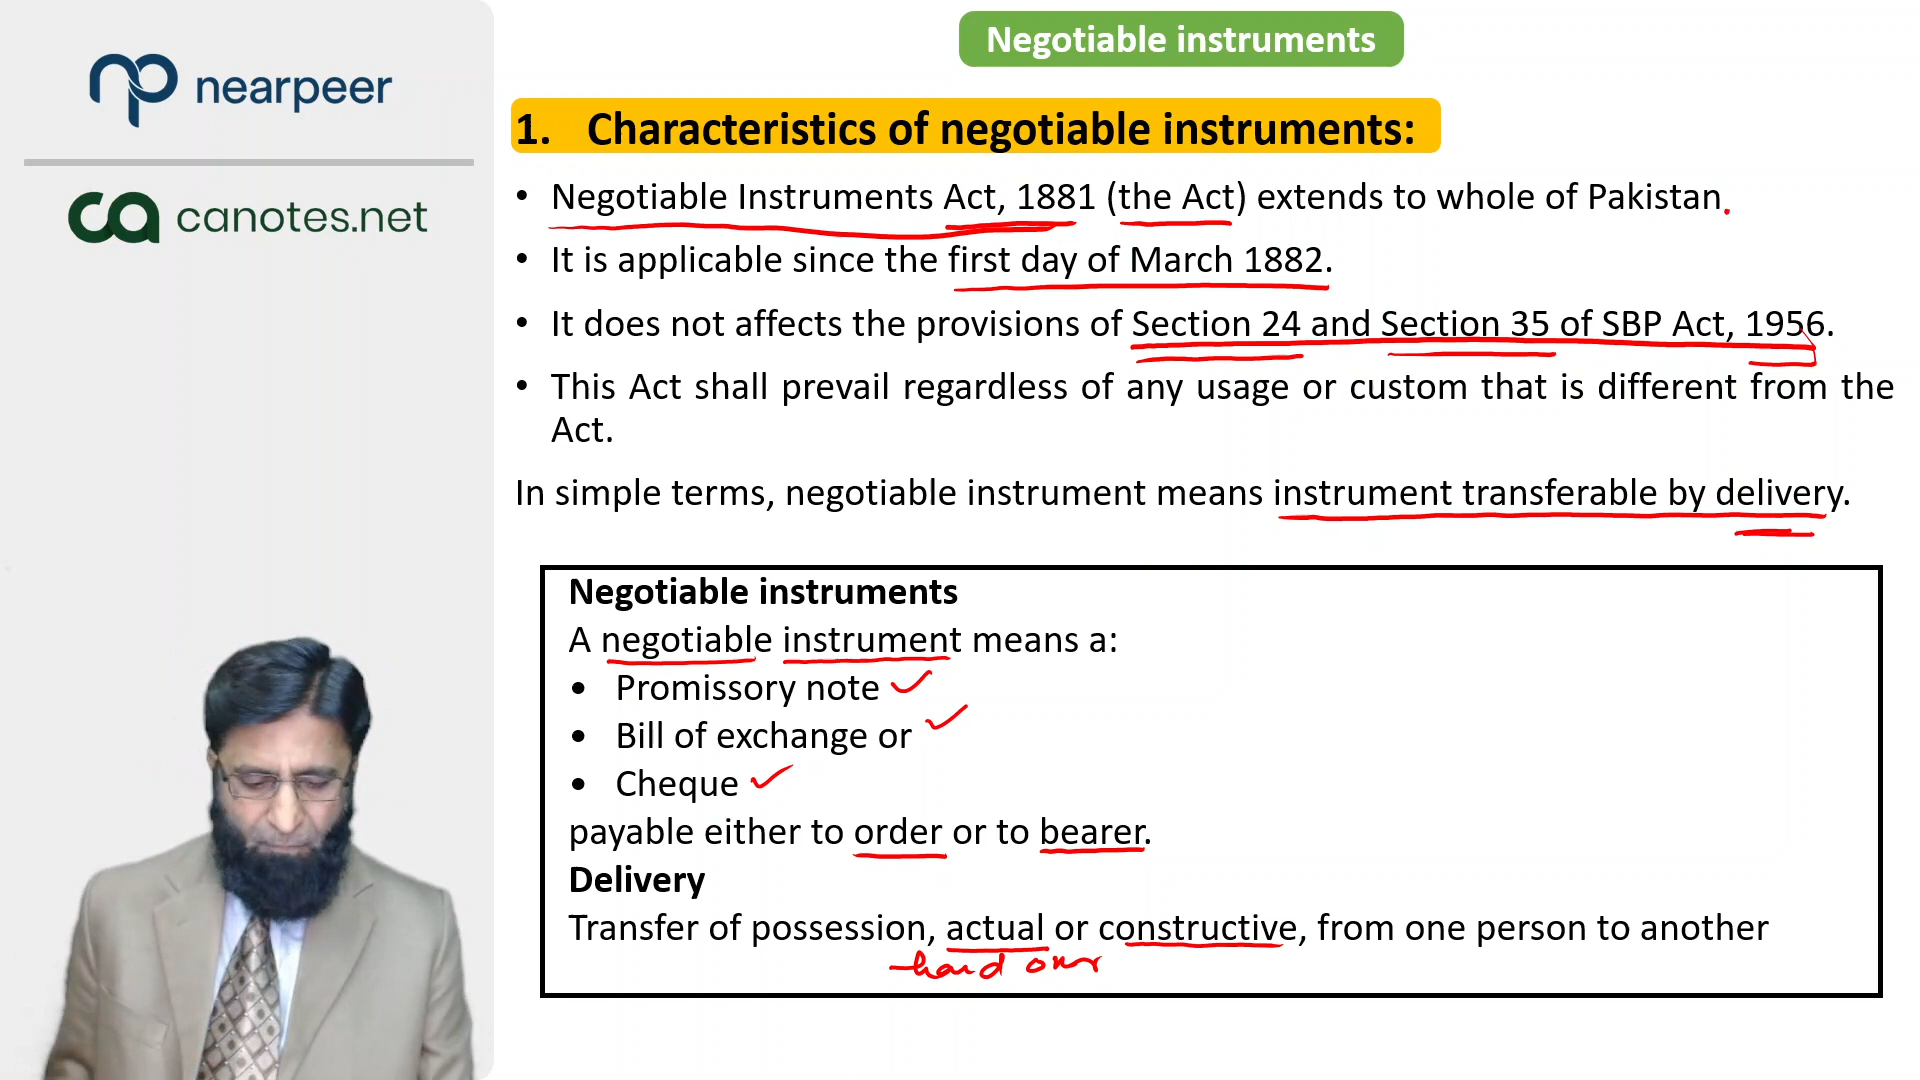 nearpeer
canotes.net
Negotiable instruments
1. Characteristics of negotiable instruments:
• Negotiable Instruments Act, 1881 (the Act) extends to whole of Pakistan.
• It is applicable since the first day of March 1882.
• It does not affects the provisions of Section 24 and Section 35 of SBP Act, 1956.
• This Act shall prevail regardless of any usage or custom that is different from the
Act.
In simple terms, negotiable instrument means instrument transferable by delivery.
Negotiable instruments
A negotiable instrument means a:
• Promissory note
• Bill of exchange or
• Cheque
payable either to order or to bearer.
Delivery
Transfer of possession, actual or constructive, from one person to another
hand over